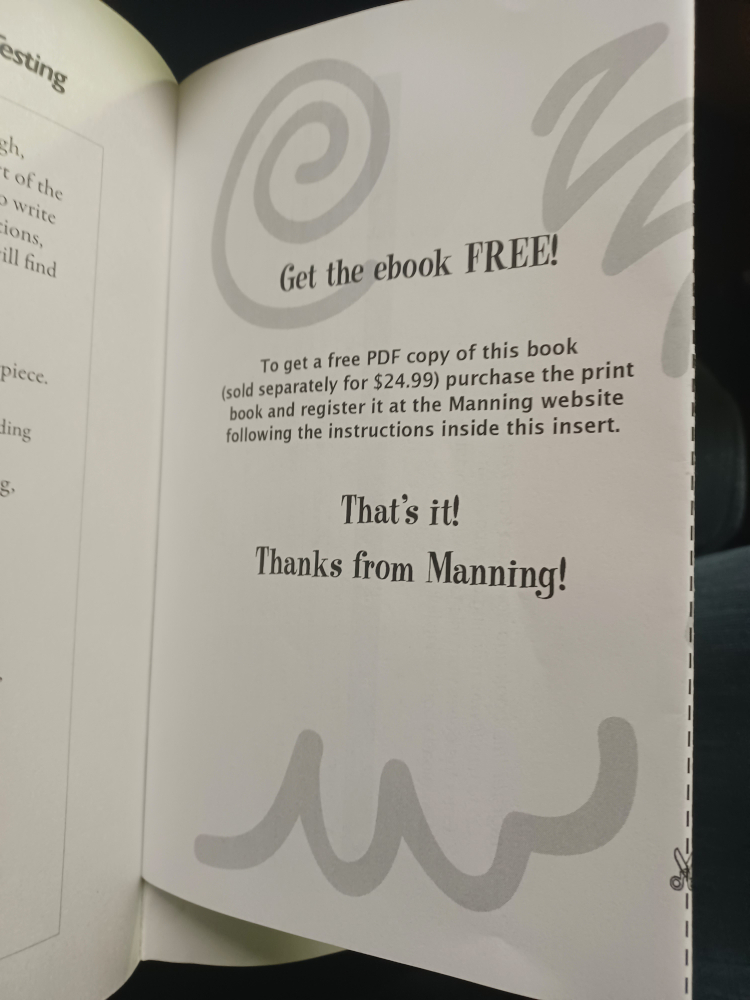 esting
gh,
t of the
o write
tions,
ill find
piece.
ding
g,
Get the ebook FREE!
To get a free PDF copy of this book
(sold separately for $24.99) purchase the print
book and register it at the Manning website
following the instructions inside this insert.
That's it!
Thanks from Manning!